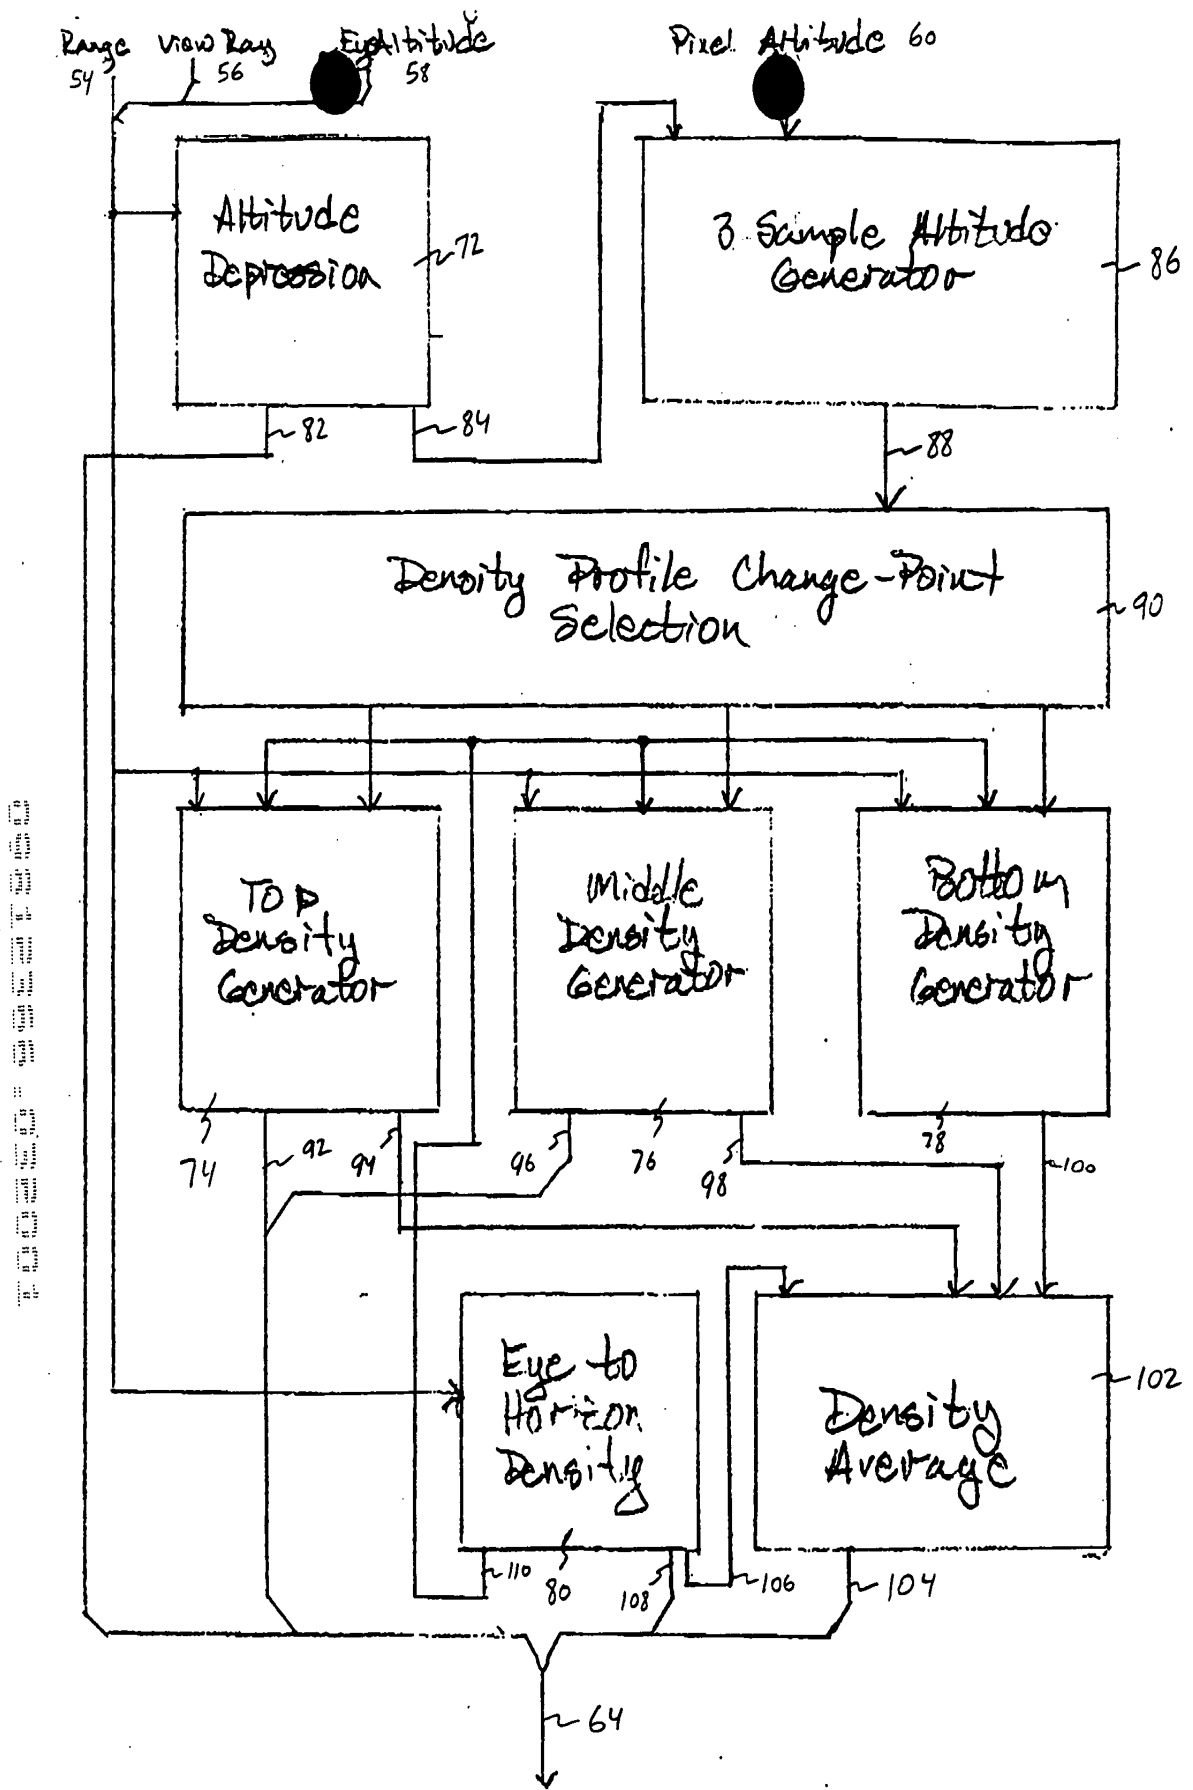 Range View Ray Eye Altitude Pixel Altitude 60
54 56 58
Altitude
Depression
72
3 Sample Altitude
Generator
86
82
84
88
Density Profile Change-Point
Selection
90
Top
Density
Generator
Middle
Density
Generator
Bottom
Density
Generator
74
92
94
96
76
98
78
100
Eye to
Horizon
Density
Density
Average
102
110
80
108
106
104
64